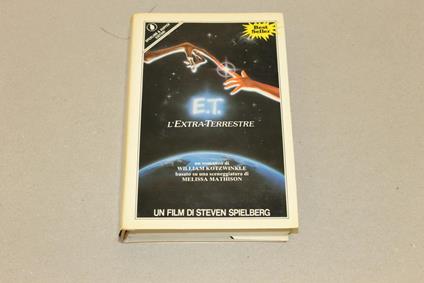 Best
Seller
E.T.
L'EXTRA-TERRESTRE
un romanzo di
WILLIAM KOTZWINKLE
basato su una sceneggiatura di
MELISSA MATHISON
UN FILM DI STEVEN SPIELBERG